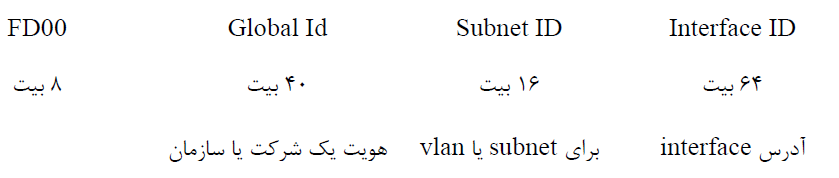 FD00 Global Id Subnet ID Interface ID
۸ بیت ۴۰ بیت ۱۶ بیت ۶۴ بیت
هویت یک شرکت یا سازمان برای subnet یا vlan آدرس interface